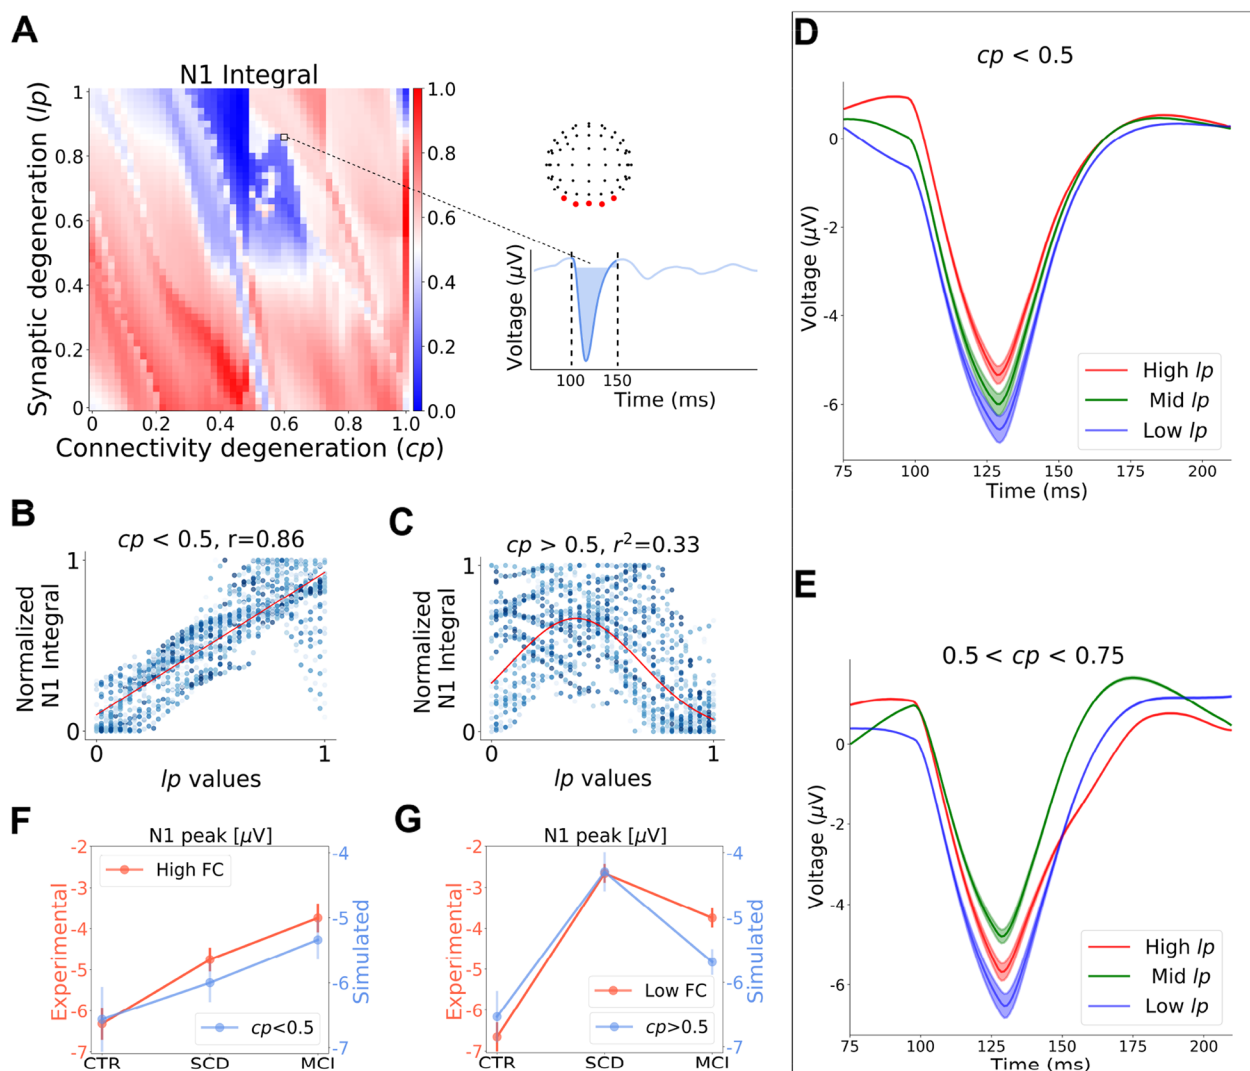 A
N1 Integral
Synaptic degeneration (lp)
1
0.8
0.6
0.4
0.2
0
0
0.2
0.4
0.6
0.8
1.0
Connectivity degeneration (cp)
1.0
0.8
0.6
0.4
0.2
0.0
Voltage (μV)
100
150
Time (ms)
B
cp < 0.5, r=0.86
Normalized
N1 Integral
1
0
0
1
lp values
C
cp > 0.5, r²=0.33
Normalized
N1 Integral
1
0
0
1
lp values
F
N1 peak [μV]
Experimental
-2
-3
-4
-5
-6
-7
High FC
cp<0.5
CTR
SCD
MCI
-4
-5
-6
-7
Simulated
G
N1 peak [μV]
Experimental
-2
-3
-4
-5
-6
-7
Low FC
cp>0.5
CTR
SCD
MCI
-4
-5
-6
-7
Simulated
D
cp < 0.5
Voltage (μV)
0
-2
-4
-6
High lp
Mid lp
Low lp
75
100
125
150
175
200
Time (ms)
E
0.5 < cp < 0.75
Voltage (μV)
0
-2
-4
-6
High lp
Mid lp
Low lp
75
100
125
150
175
200
Time (ms)